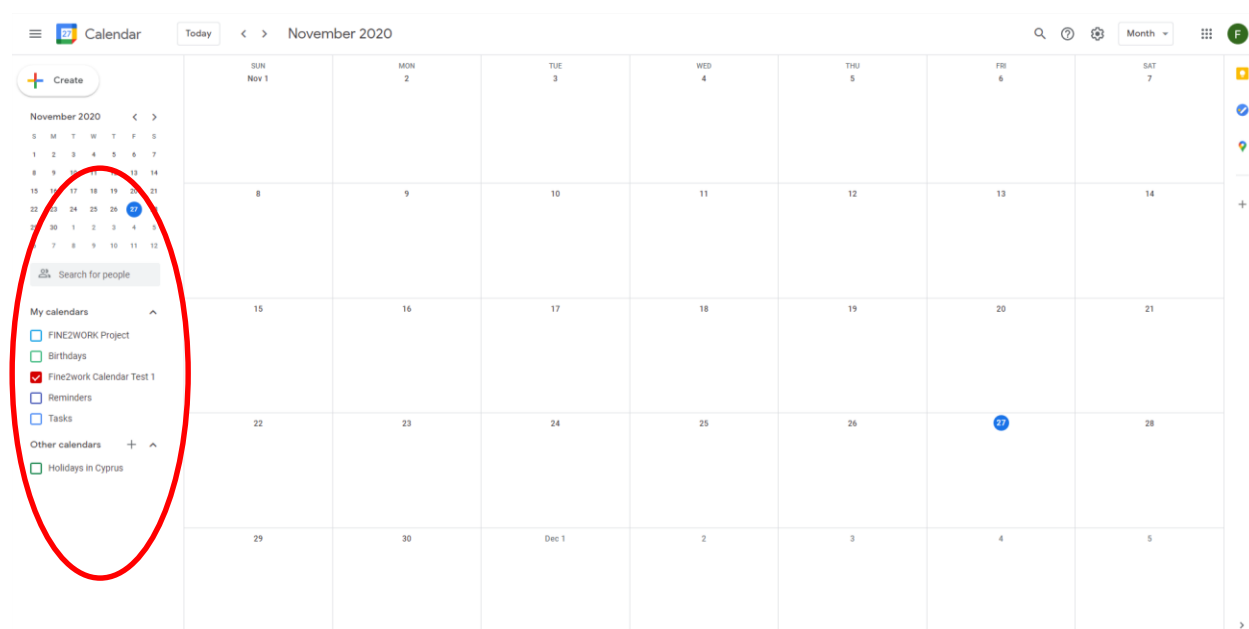 27 Calendar Today November 2020 Month F
Create
November 2020
S M T W T F S
1 2 3 4 5 6 7
8 9 10 11 12 13 14
15 16 17 18 19 20 21
22 23 24 25 26 27
30 1 2 3 4 5
7 8 9 10 11 12
Search for people
My calendars
FINE2WORK Project
Birthdays
Fine2work Calendar Test 1
Reminders
Tasks
Other calendars
Holidays in Cyprus
SUN MON TUE WED THU FRI SAT
Nov 1 2 3 4 5 6 7
8 9 10 11 12 13 14
15 16 17 18 19 20 21
22 23 24 25 26 27 28
29 30 Dec 1 2 3 4 5